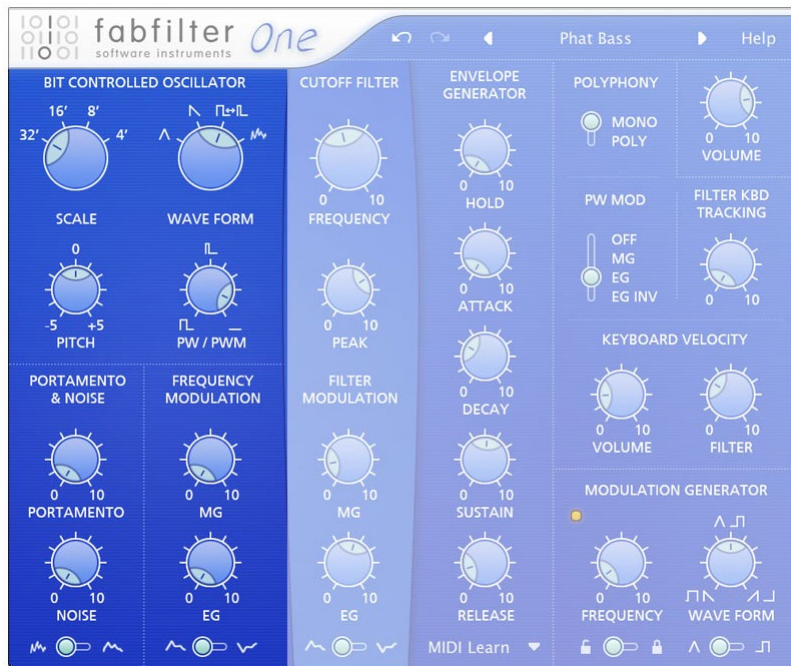 fabfilter One
software instruments
Phat Bass
Help
BIT CONTROLLED OSCILLATOR
16' 8'
32' 4'
SCALE
WAVE FORM
0
-5 +5
PITCH
PW / PWM
PORTAMENTO
& NOISE
0 10
PORTAMENTO
0 10
NOISE
FREQUENCY
MODULATION
0 10
MG
0 10
EG
CUTOFF FILTER
0 10
FREQUENCY
0 10
PEAK
FILTER
MODULATION
0 10
MG
0 10
EG
ENVELOPE
GENERATOR
0 10
HOLD
0 10
ATTACK
0 10
DECAY
0 10
SUSTAIN
0 10
RELEASE
MIDI Learn
POLYPHONY
MONO
POLY
0 10
VOLUME
PW MOD
OFF
MG
EG
EG INV
FILTER KBD
TRACKING
0 10
KEYBOARD VELOCITY
0 10
VOLUME
0 10
FILTER
MODULATION GENERATOR
0 10
FREQUENCY
WAVE FORM